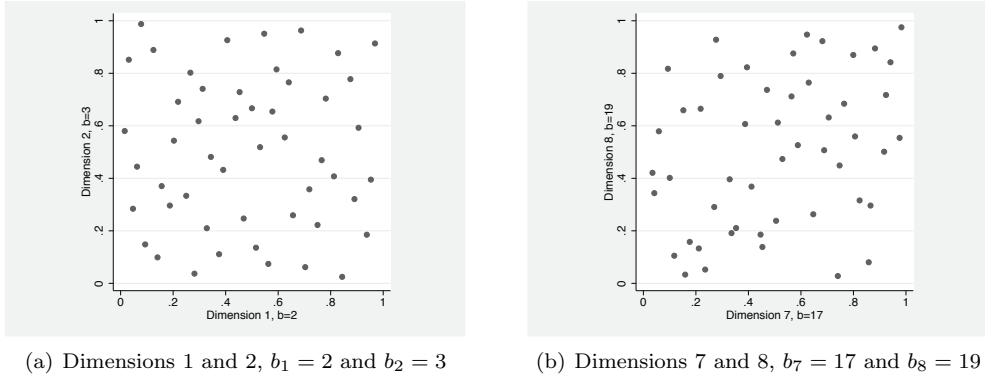 1
.8
.6
.4
.2
0
Dimension 2, b=3
0 .2 .4 .6 .8 1
Dimension 1, b=2
(a) Dimensions 1 and 2, b₁ = 2 and b₂ = 3
1
.8
.6
.4
.2
0
Dimension 8, b=19
0 .2 .4 .6 .8 1
Dimension 7, b=17
(b) Dimensions 7 and 8, b₇ = 17 and b₈ = 19